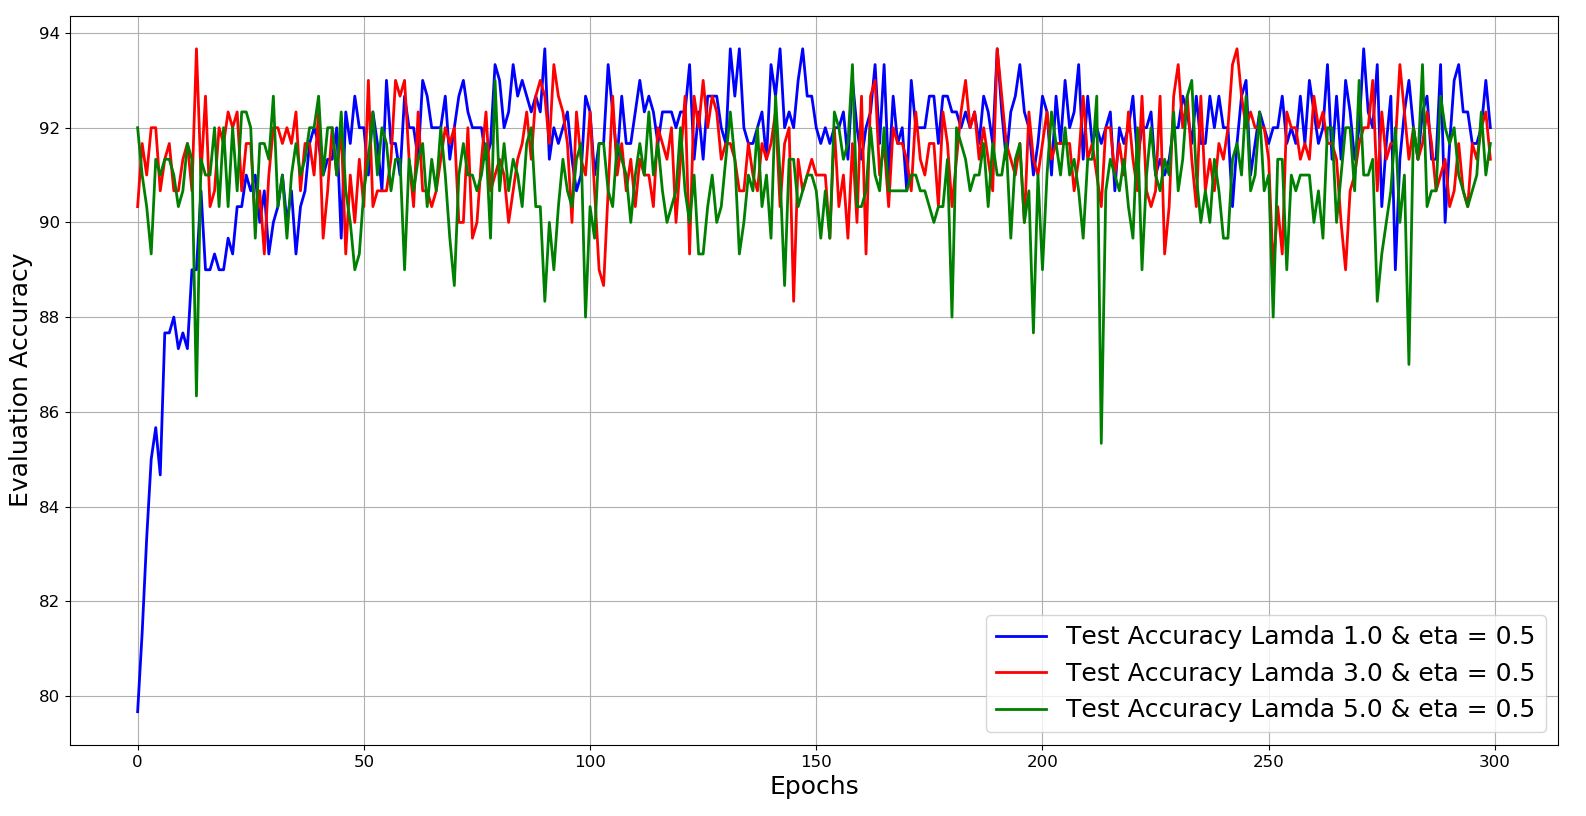 94
92
90
88
86
84
82
80
Evaluation Accuracy
0 50 100 150 200 250 300
Epochs
Test Accuracy Lamda 1.0 & eta = 0.5
Test Accuracy Lamda 3.0 & eta = 0.5
Test Accuracy Lamda 5.0 & eta = 0.5